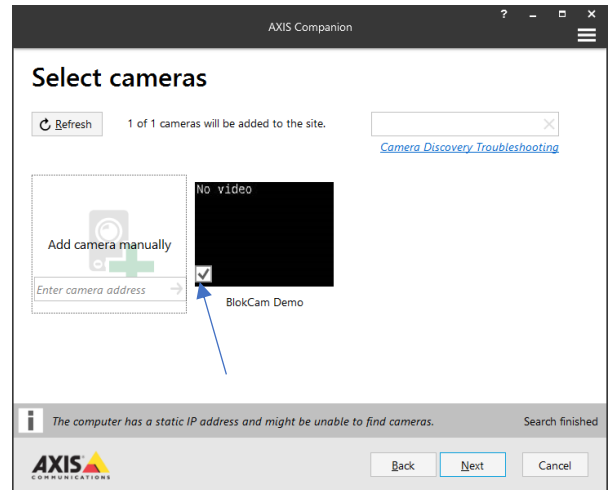 AXIS Companion
?
Select cameras
Refresh
1 of 1 cameras will be added to the site.
Camera Discovery Troubleshooting
No video
Add camera manually
Enter camera address
BlokCam Demo
i
The computer has a static IP address and might be unable to find cameras.
Search finished
AXIS
COMMUNICATIONS
Back
Next
Cancel